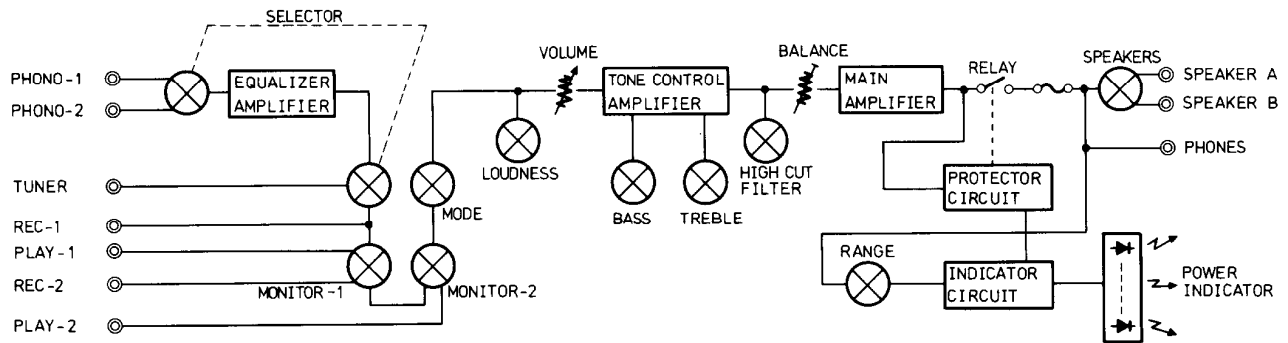 SELECTOR
PHONO-1
PHONO-2
EQUALIZER
AMPLIFIER
TUNER
REC-1
PLAY-1
REC-2
PLAY-2
MONITOR-1
MONITOR-2
MODE
LOUDNESS
VOLUME
TONE CONTROL
AMPLIFIER
BASS
TREBLE
BALANCE
HIGH CUT
FILTER
MAIN
AMPLIFIER
RELAY
SPEAKERS
SPEAKER A
SPEAKER B
PHONES
PROTECTOR
CIRCUIT
RANGE
INDICATOR
CIRCUIT
POWER
INDICATOR